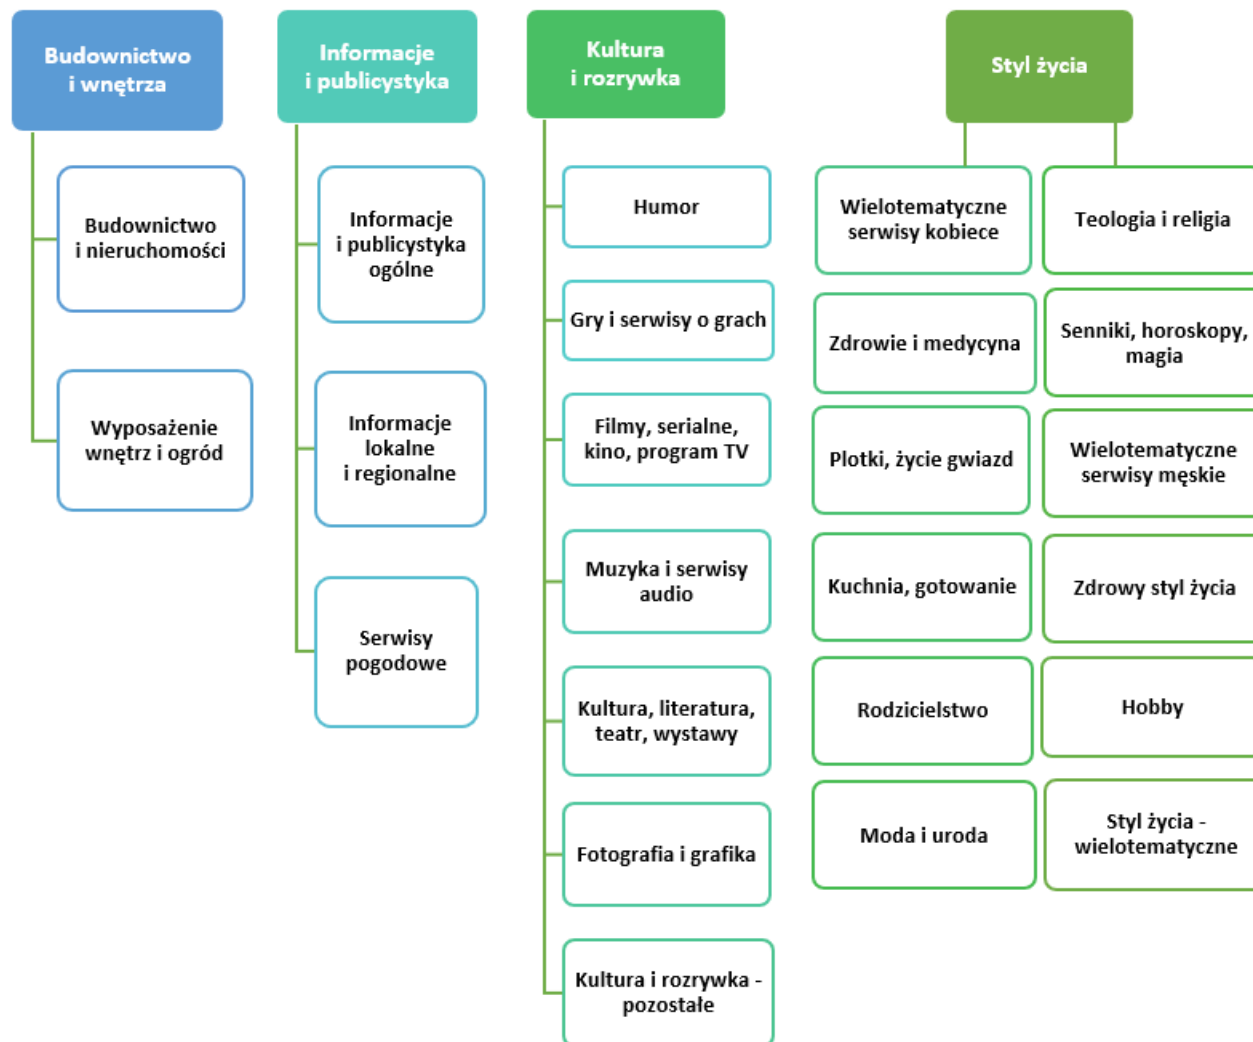 Budownictwo
i wnętrza
Budownictwo
i nieruchomości
Wyposażenie
wnętrz i ogród
Informacje
i publicystyka
Informacje
i publicystyka
ogólne
Informacje
lokalne
i regionalne
Serwisy
pogodowe
Kultura
i rozrywka
Humor
Gry i serwisy o grach
Filmy, serialne,
kino, program TV
Muzyka i serwisy
audio
Kultura, literatura,
teatr, wystawy
Fotografia i grafika
Kultura i rozrywka -
pozostałe
Styl życia
Wielotematyczne
serwisy kobiece
Zdrowie i medycyna
Plotki, życie gwiazd
Kuchnia, gotowanie
Rodzicielstwo
Moda i uroda
Teologia i religia
Senniki, horoskopy,
magia
Wielotematyczne
serwisy męskie
Zdrowy styl życia
Hobby
Styl życia -
wielotematyczne